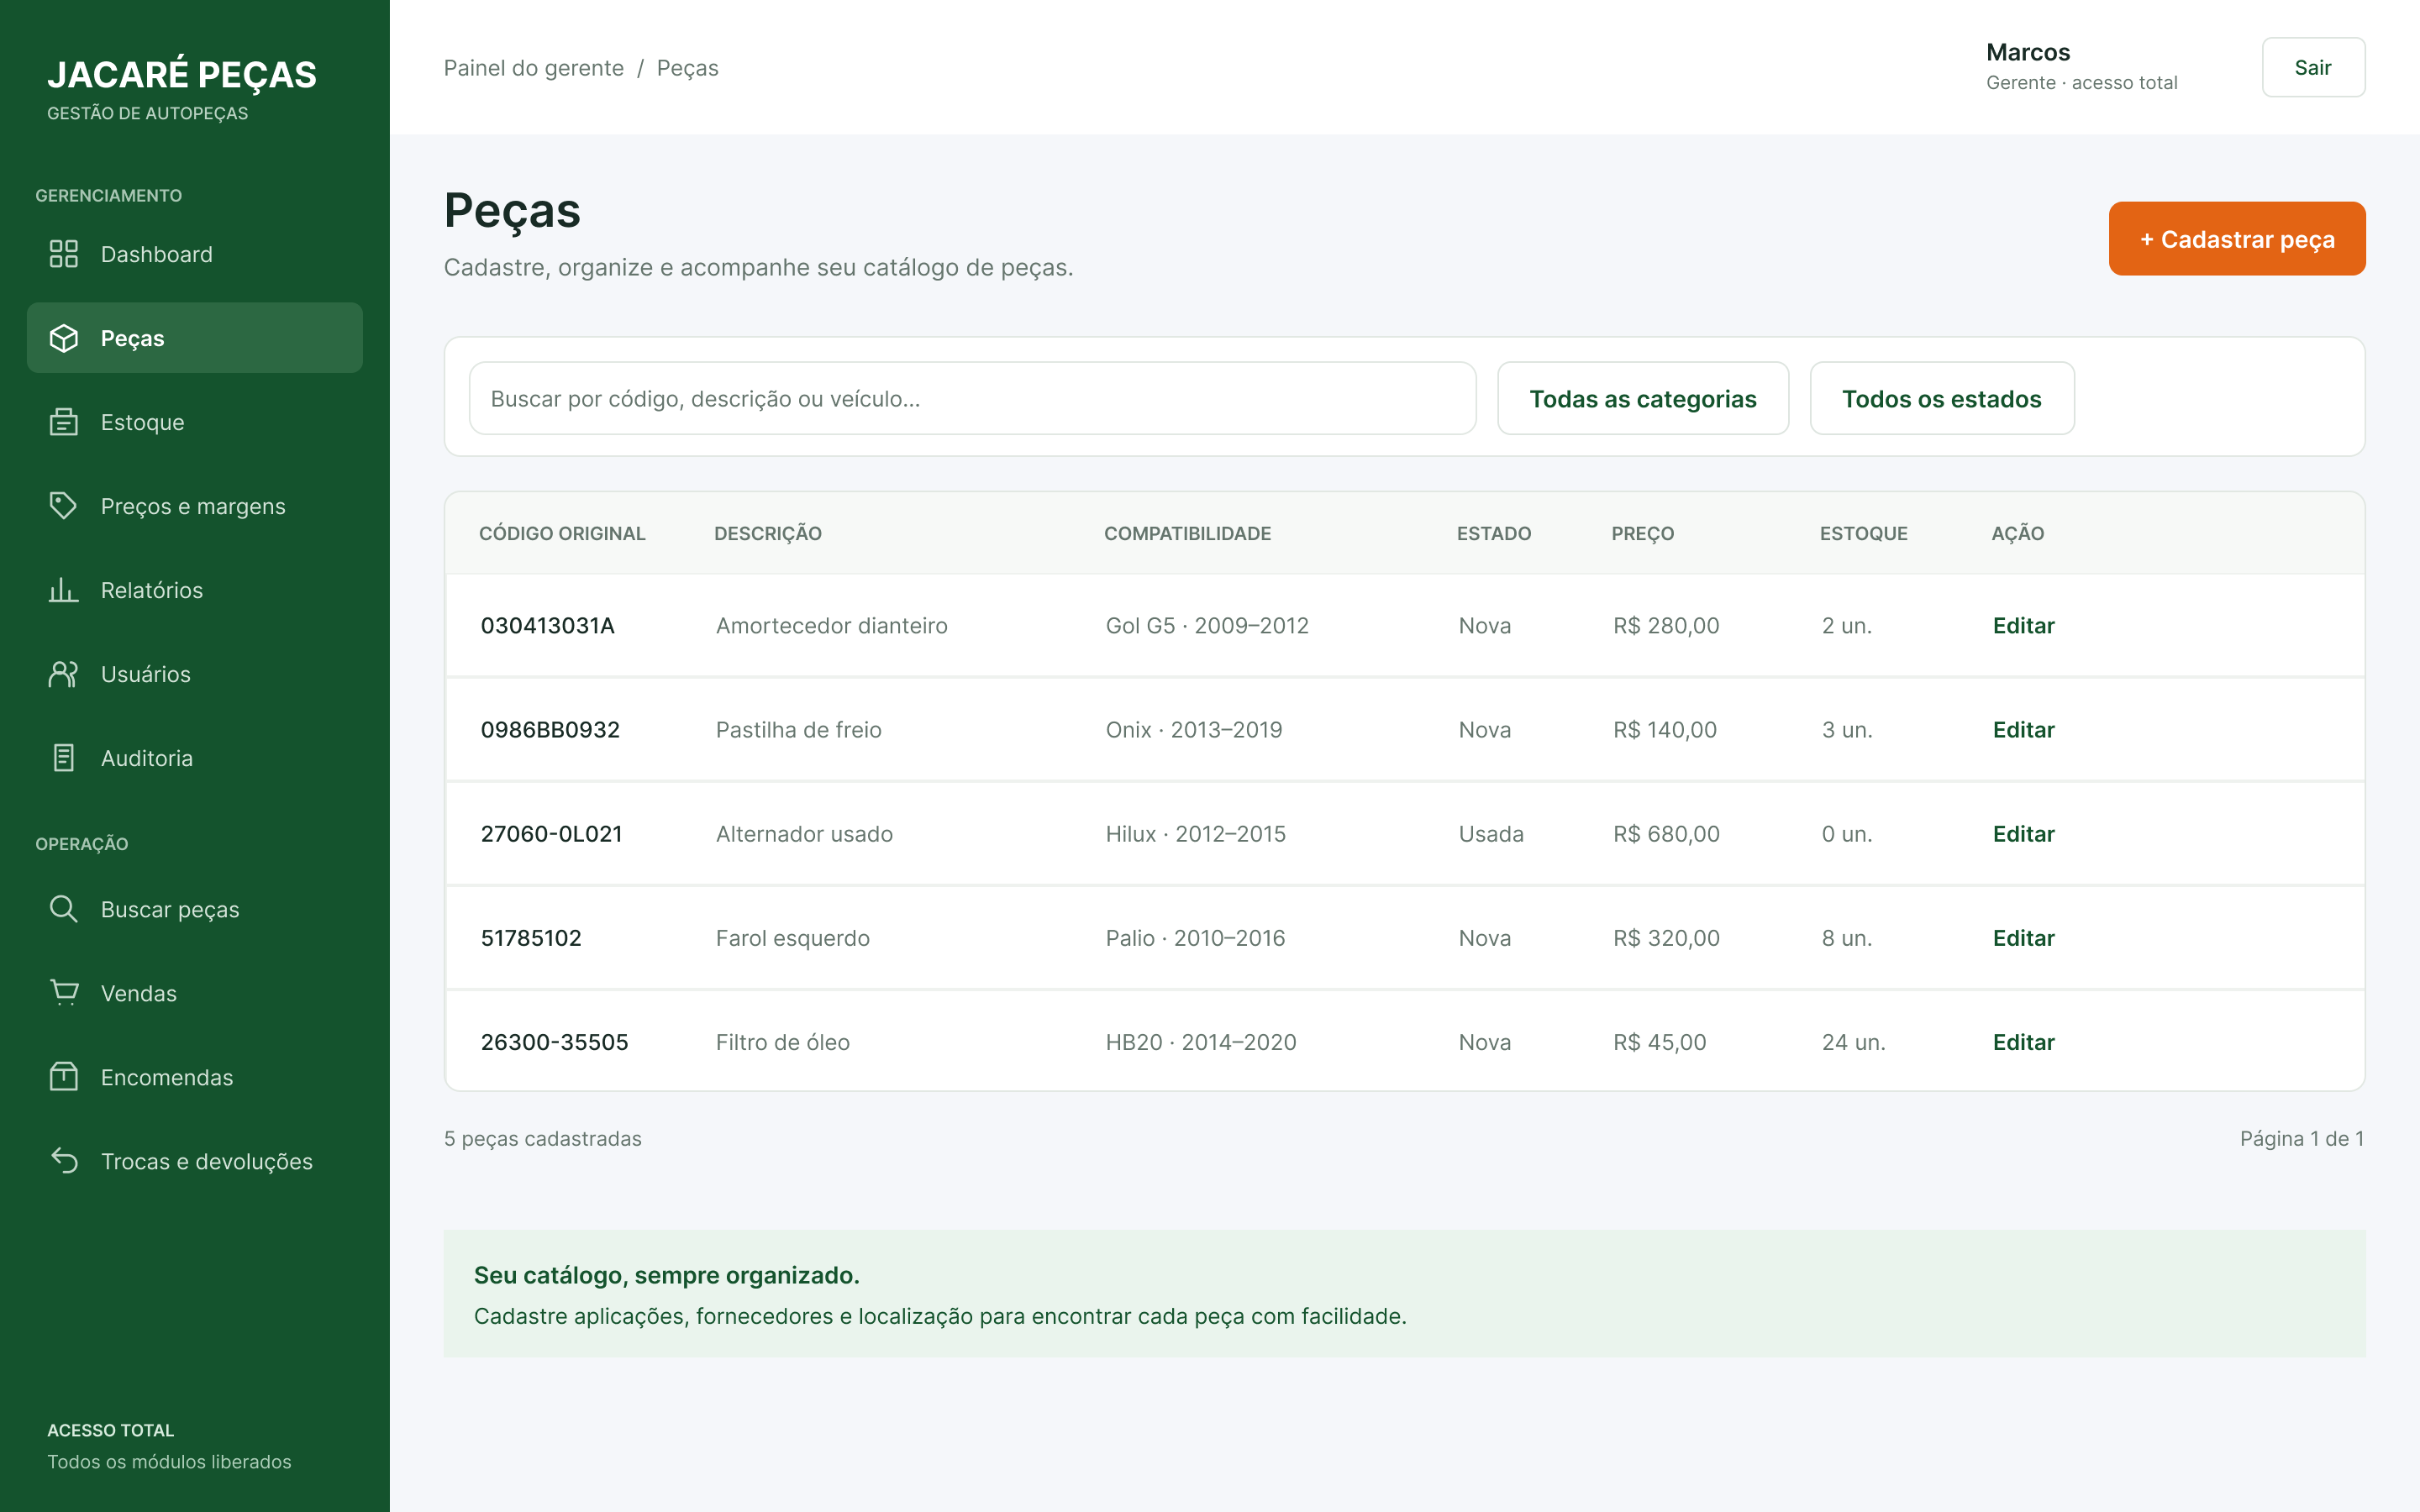 JACARÉ PEÇAS
GESTÃO DE AUTOPEÇAS
GERENCIAMENTO
Dashboard
Peças
Estoque
Preços e margens
Relatórios
Usuários
Auditoria
OPERAÇÃO
Buscar peças
Vendas
Encomendas
Trocas e devoluções
ACESSO TOTAL
Todos os módulos liberados
Painel do gerente / Peças
Marcos
Gerente · acesso total
Sair
Peças
Cadastre, organize e acompanhe seu catálogo de peças.
+ Cadastrar peça
Buscar por código, descrição ou veículo... Todas as categorias Todos os estados
CÓDIGO ORIGINAL DESCRIÇÃO COMPATIBILIDADE ESTADO PREÇO ESTOQUE AÇÃO
030413031A Amortecedor dianteiro Gol G5 · 2009–2012 Nova R$ 280,00 2 un. Editar
0986BB0932 Pastilha de freio Onix · 2013–2019 Nova R$ 140,00 3 un. Editar
27060-0L021 Alternador usado Hilux · 2012–2015 Usada R$ 680,00 0 un. Editar
51785102 Farol esquerdo Palio · 2010–2016 Nova R$ 320,00 8 un. Editar
26300-35505 Filtro de óleo HB20 · 2014–2020 Nova R$ 45,00 24 un. Editar
5 peças cadastradas Página 1 de 1
Seu catálogo, sempre organizado.
Cadastre aplicações, fornecedores e localização para encontrar cada peça com facilidade.